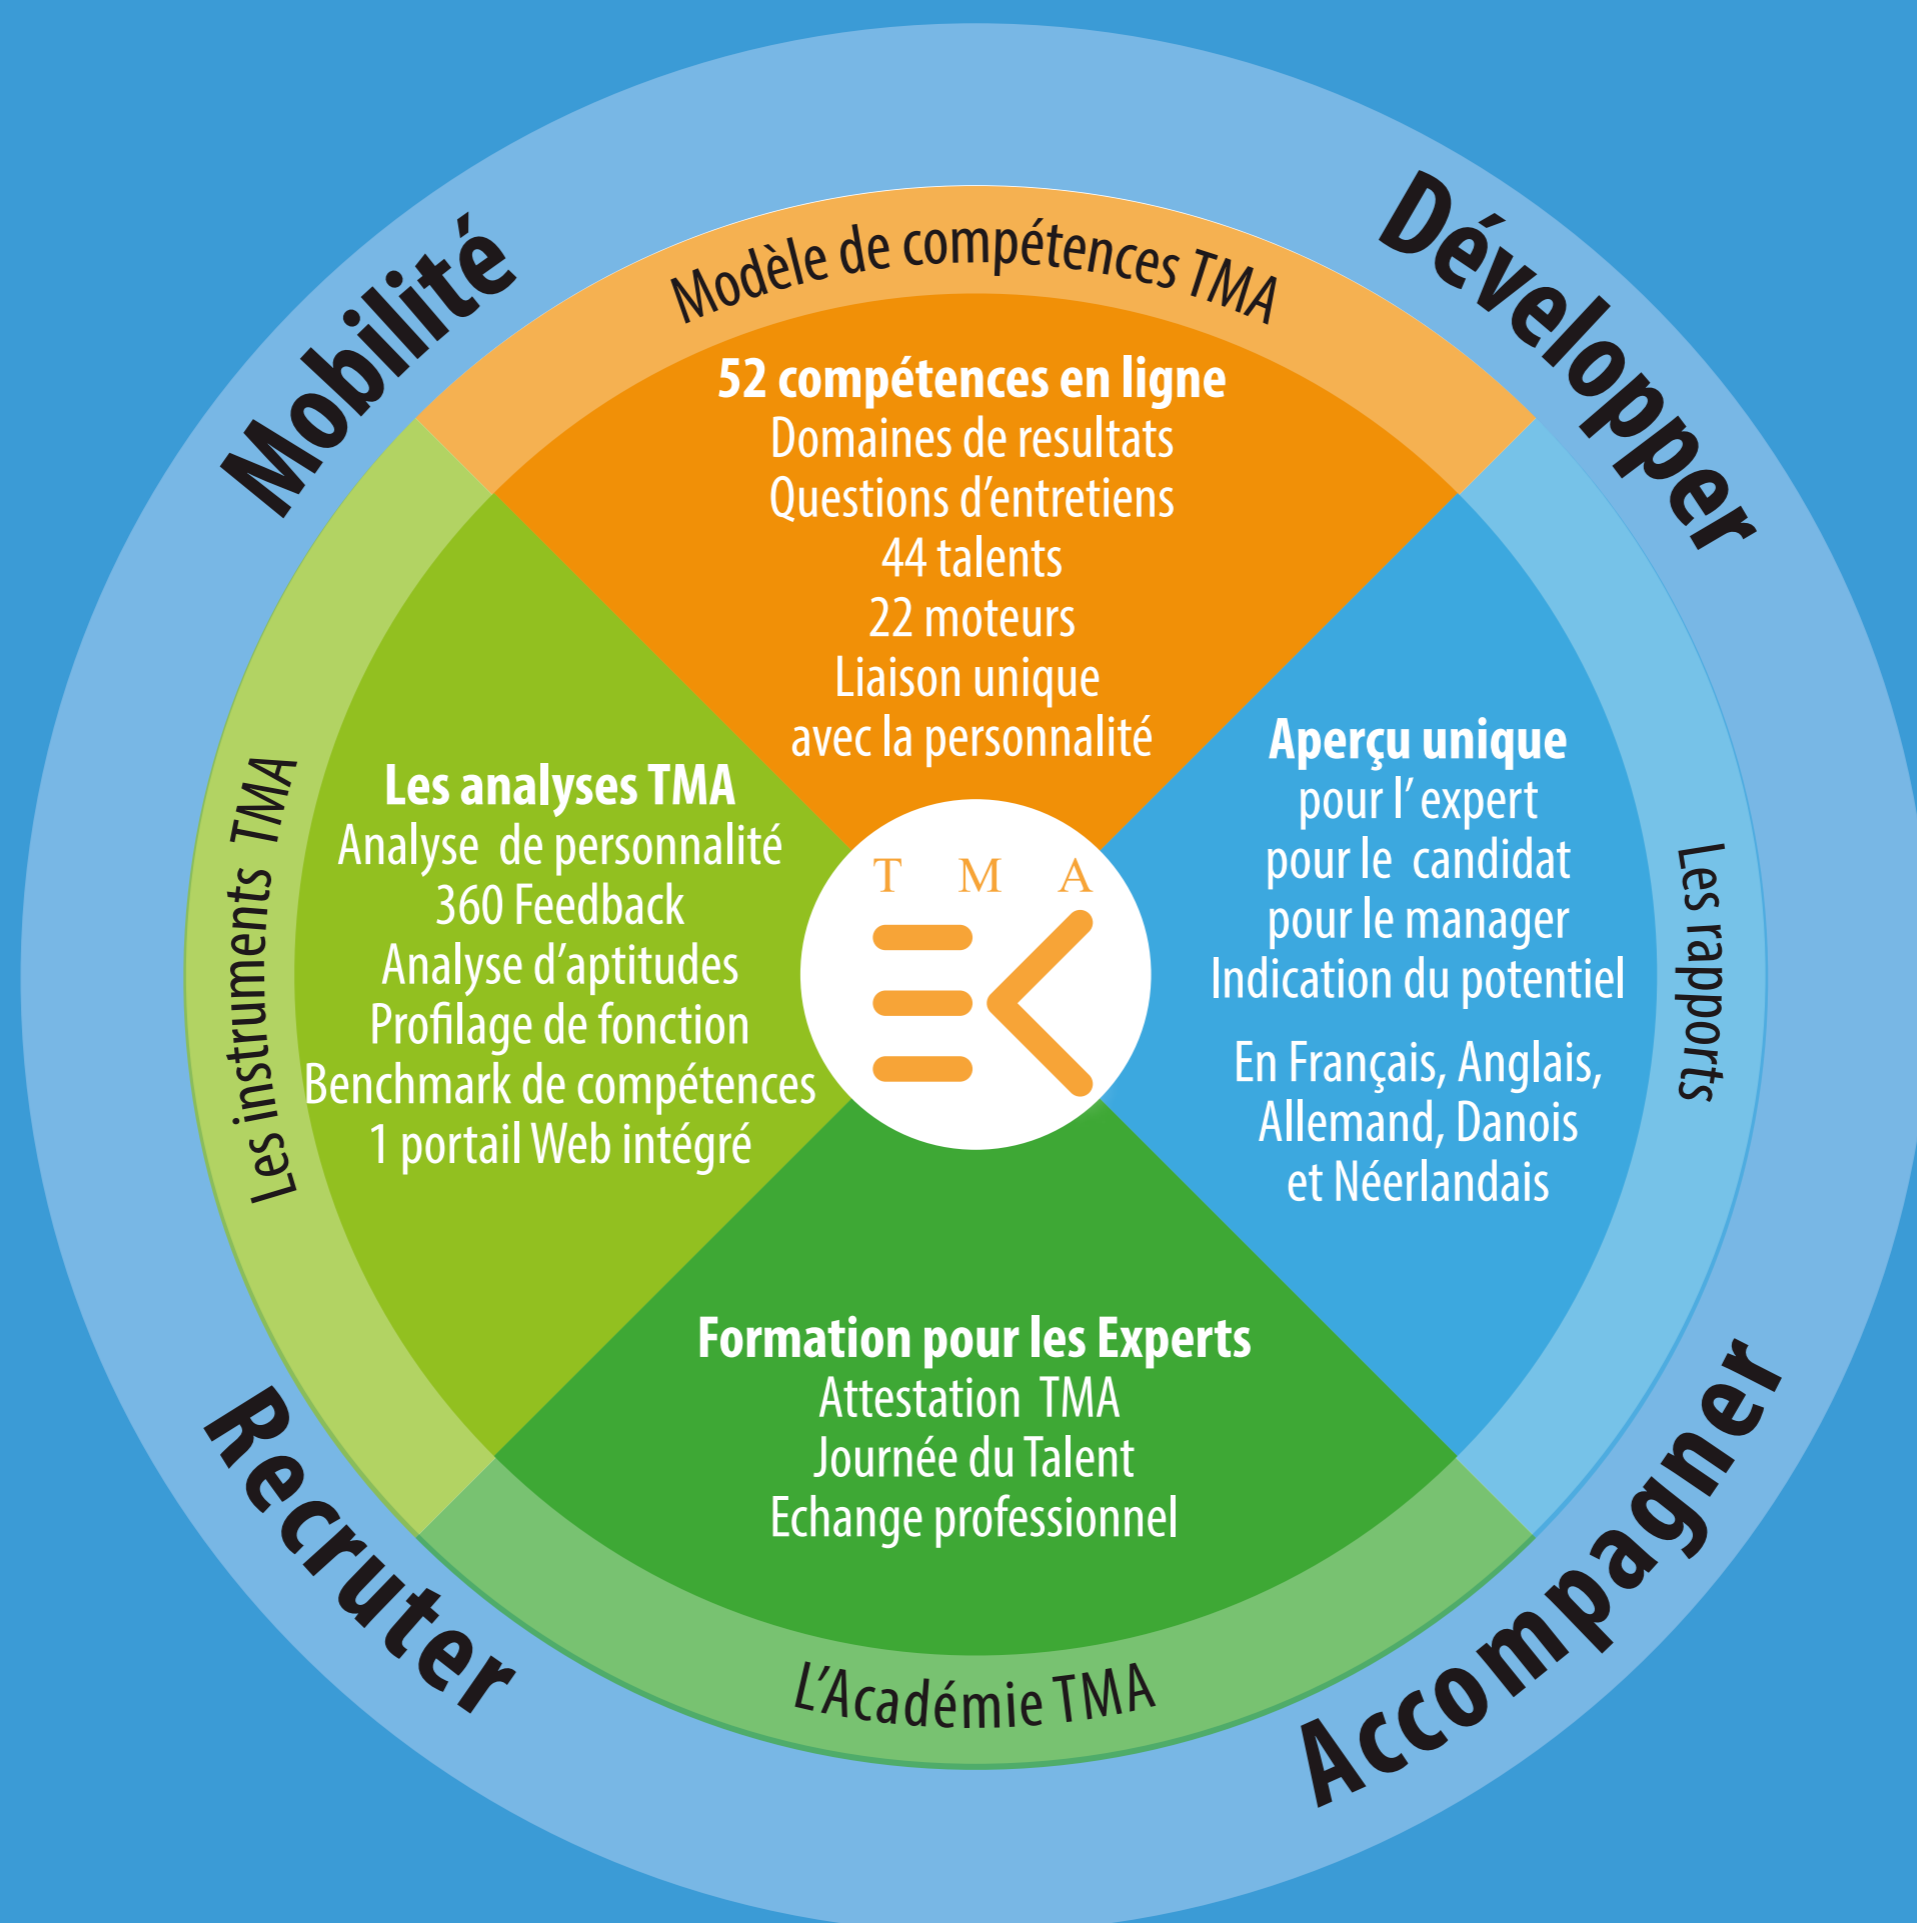 Mobilité
Développer
Modèle de compétences TMA
52 compétences en ligne
Domaines de resultats
Questions d’entretiens
44 talents
22 moteurs
Liaison unique
avec la personnalité
Les instruments TMA
Les analyses TMA
Analyse de personnalité
360 Feedback
Analyse d’aptitudes
Profilage de fonction
Benchmark de compétences
1 portail Web intégré
T M A
Aperçu unique
pour l’ expert
pour le candidat
pour le manager
Indication du potentiel
En Français, Anglais,
Allemand, Danois
et Néerlandais
Les rapports
Formation pour les Experts
Attestation TMA
Journée du Talent
Echange professionnel
L’Académie TMA
Recruter
Accompagner